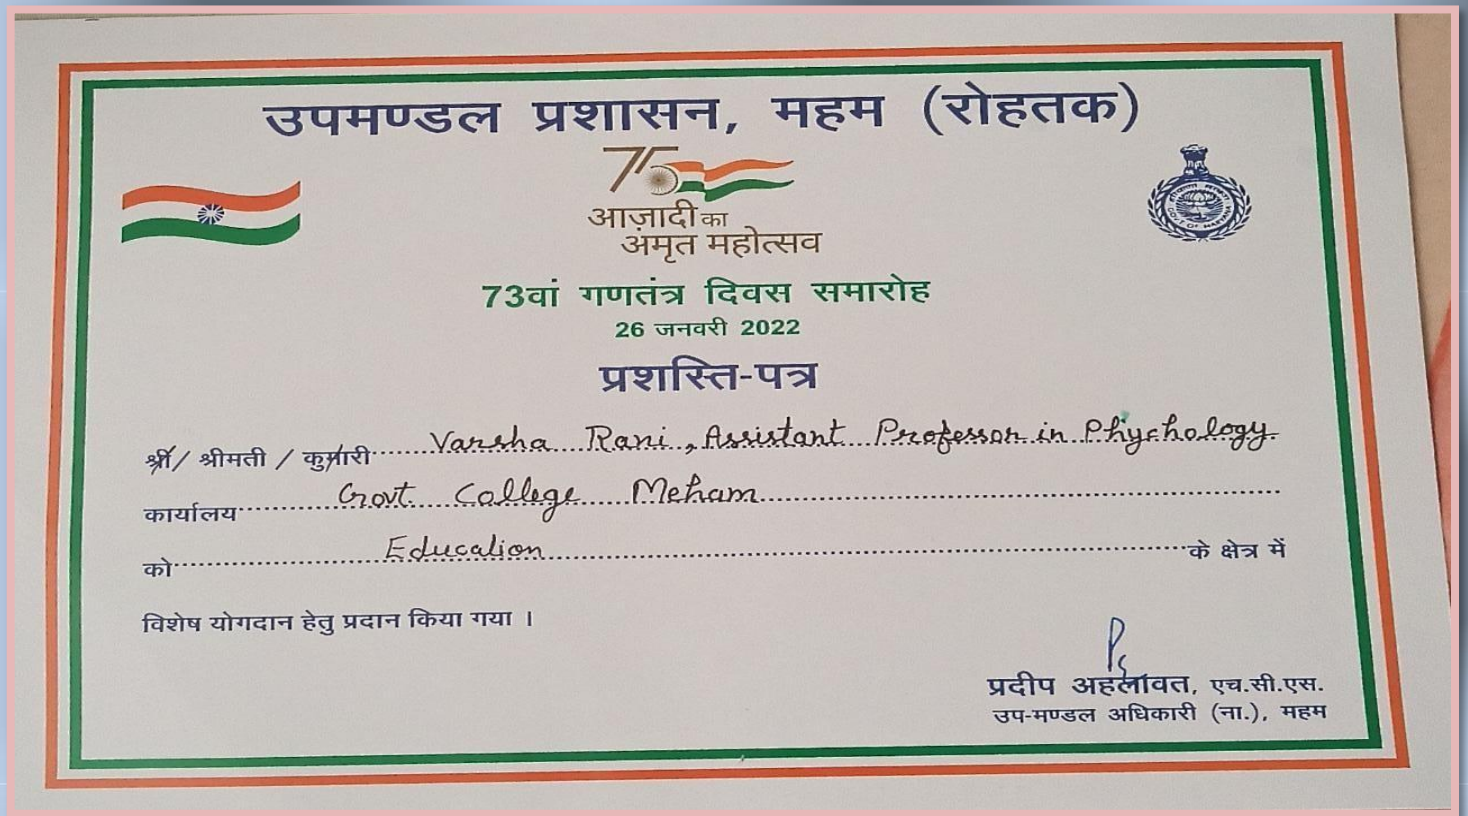 उपमण्डल प्रशासन, महम (रोहतक)
75
आज़ादी का
अमृत महोत्सव
73वां गणतंत्र दिवस समारोह
26 जनवरी 2022
प्रशस्ति-पत्र
श्री / श्रीमती / कुमारी Varsha Rani, Assistant Professor in Phychology.
कार्यालय Govt. College Meham
को Education के क्षेत्र में
विशेष योगदान हेतु प्रदान किया गया ।
प्रदीप अहलावत, एच.सी.एस.
उप-मण्डल अधिकारी (ना.), महम